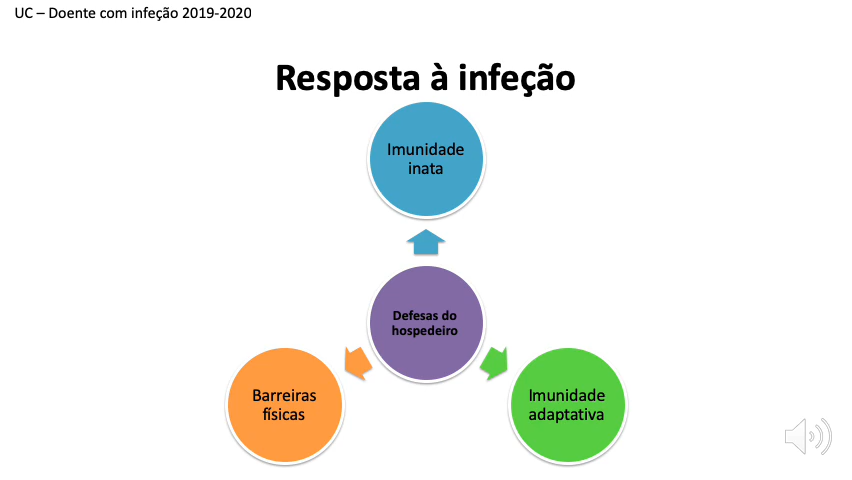 UC – Doente com infeção 2019-2020
Resposta à infeção
Imunidade
inata
Defesas do
hospedeiro
Barreiras
físicas
Imunidade
adaptativa